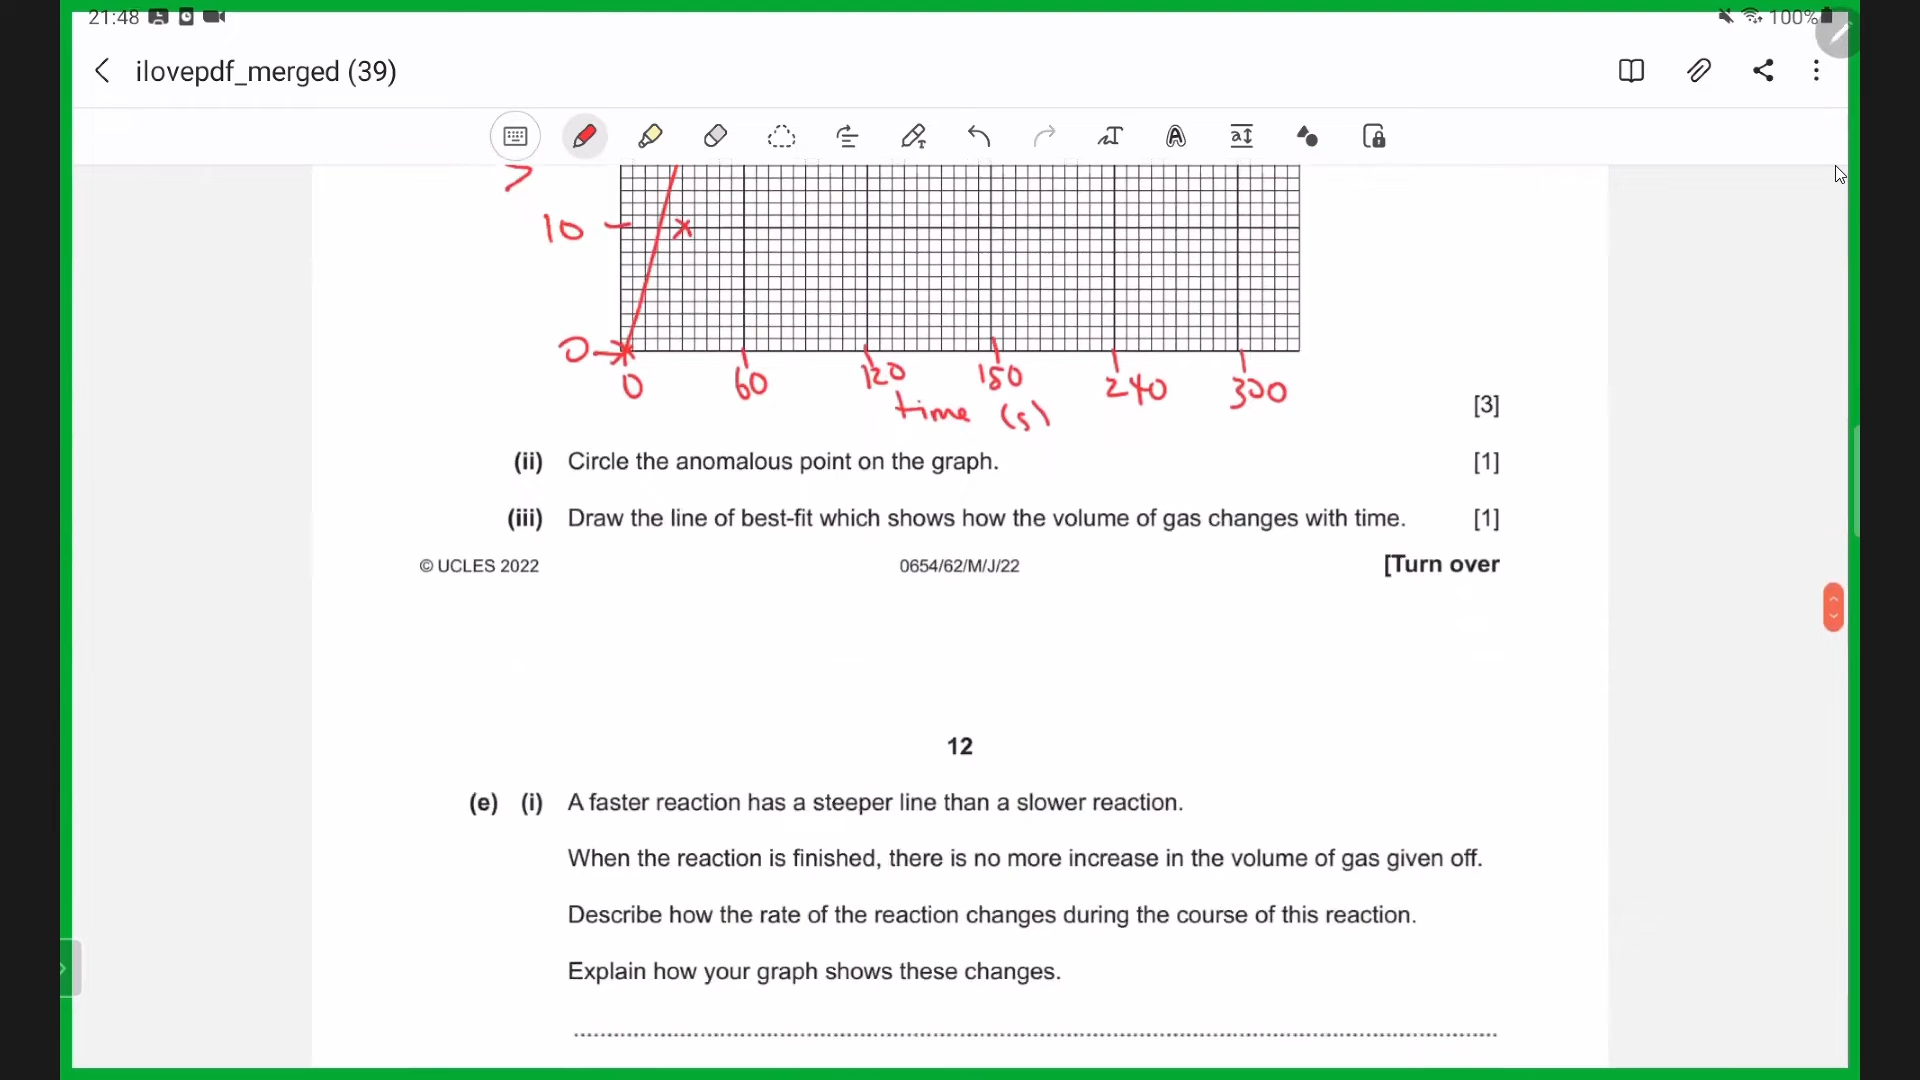 21:48
100%
ilovepdf_merged (39)
10
0
0 60 120 180 240 300
time (s)
[3]
(ii) Circle the anomalous point on the graph. [1]
(iii) Draw the line of best-fit which shows how the volume of gas changes with time. [1]
© UCLES 2022 0654/62/M/J/22 [Turn over
12
(e) (i) A faster reaction has a steeper line than a slower reaction.
When the reaction is finished, there is no more increase in the volume of gas given off.
Describe how the rate of the reaction changes during the course of this reaction.
Explain how your graph shows these changes.